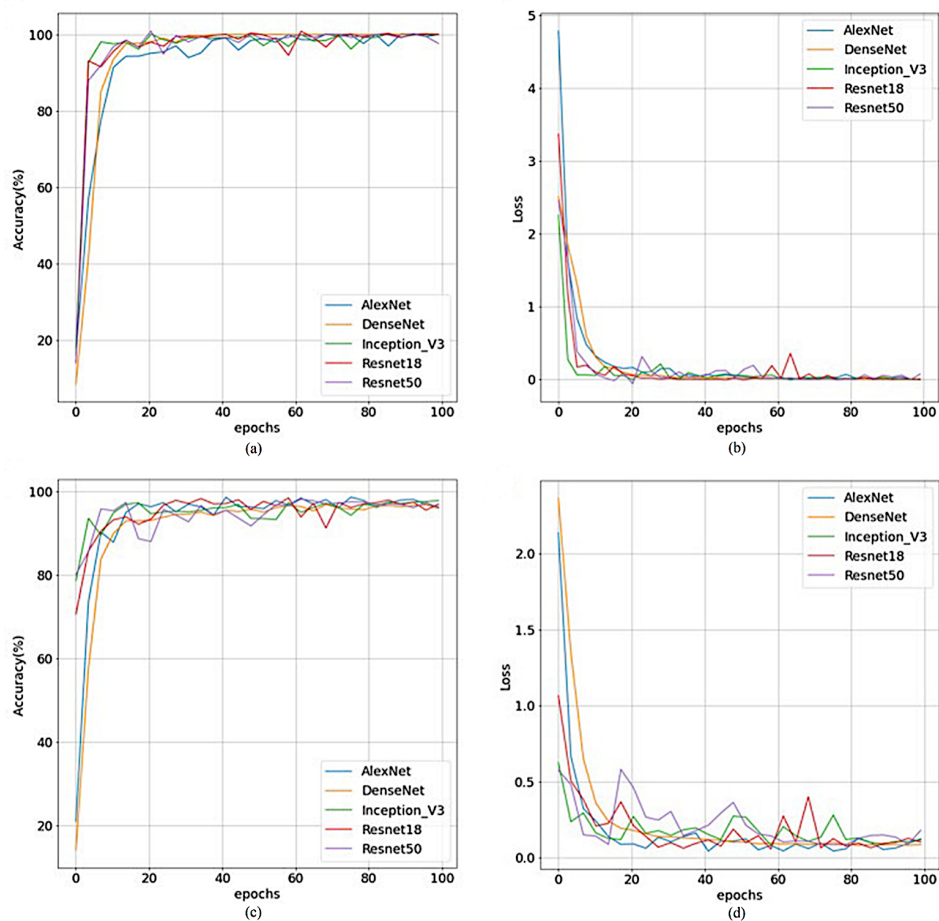 100
80
60
40
20
Accuracy(%)
AlexNet
DenseNet
Inception_V3
Resnet18
Resnet50
0 20 40 60 80 100
epochs
(a)
5
4
3
2
1
0
Loss
AlexNet
DenseNet
Inception_V3
Resnet18
Resnet50
0 20 40 60 80 100
epochs
(b)
100
80
60
40
20
Accuracy(%)
AlexNet
DenseNet
Inception_V3
Resnet18
Resnet50
0 20 40 60 80 100
epochs
(c)
2.0
1.5
1.0
0.5
0.0
Loss
AlexNet
DenseNet
Inception_V3
Resnet18
Resnet50
0 20 40 60 80 100
epochs
(d)